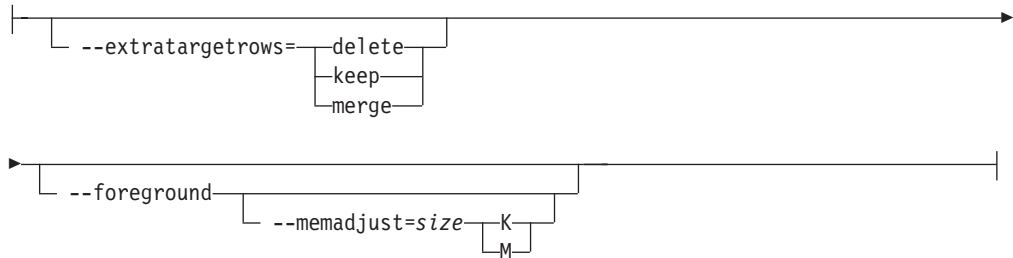 --extratargetrows= delete
keep
merge
--foreground
--memadjust=size K
M